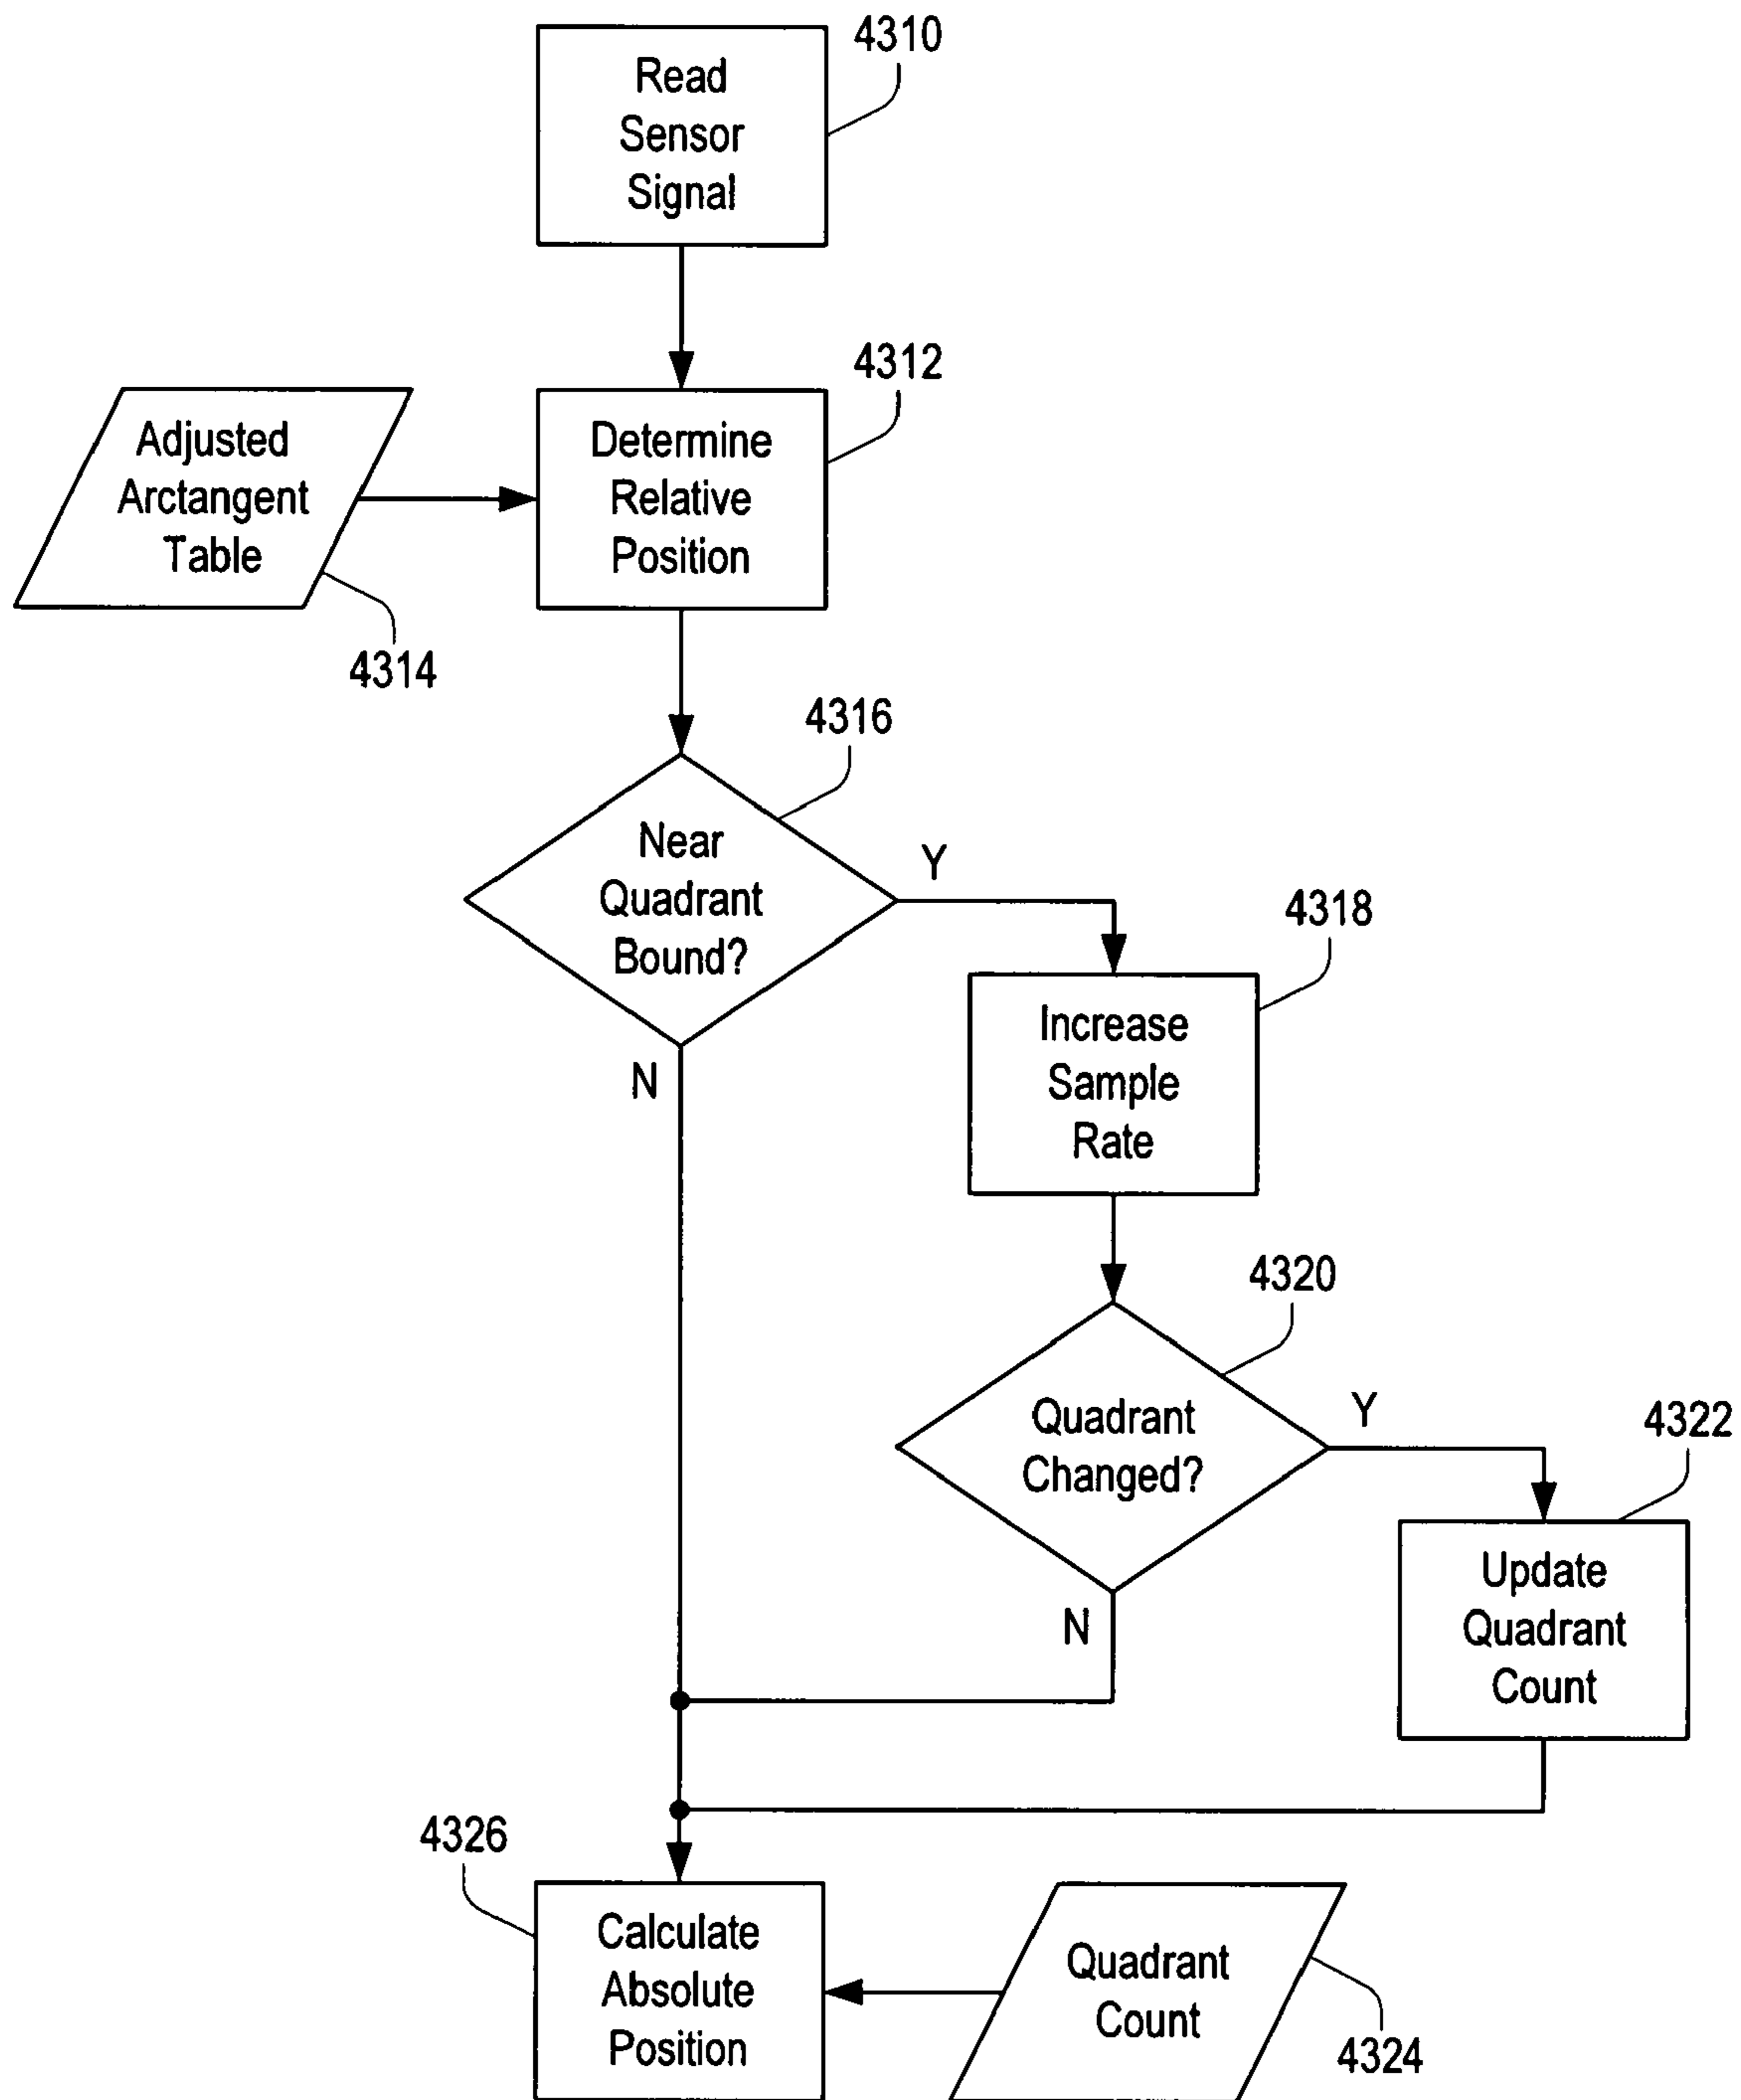 4310
Read
Sensor
Signal
4312
Adjusted
Arctangent
Table
Determine
Relative
Position
4314
4316
Near
Quadrant
Bound?
Y
N
4318
Increase
Sample
Rate
4320
Quadrant
Changed?
Y
N
4322
Update
Quadrant
Count
4326
Calculate
Absolute
Position
Quadrant
Count
4324